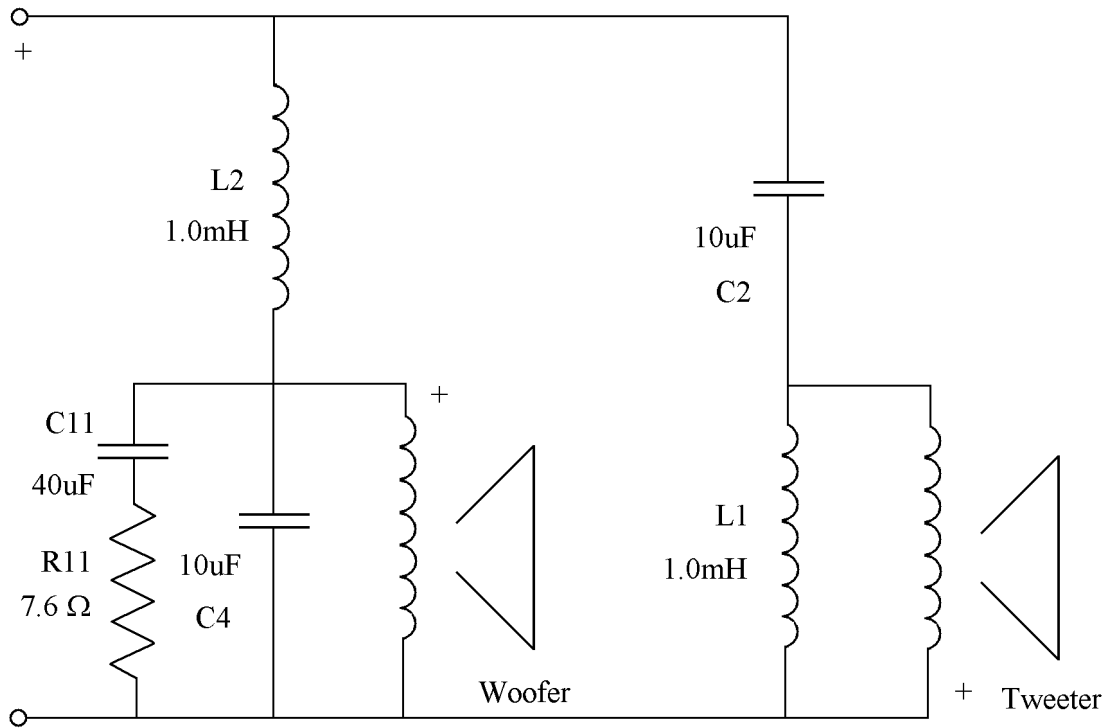 +
L2
1.0mH
10uF
C2
+
C11
40uF
R11
7.6 Ω
10uF
C4
L1
1.0mH
Woofer
+ Tweeter